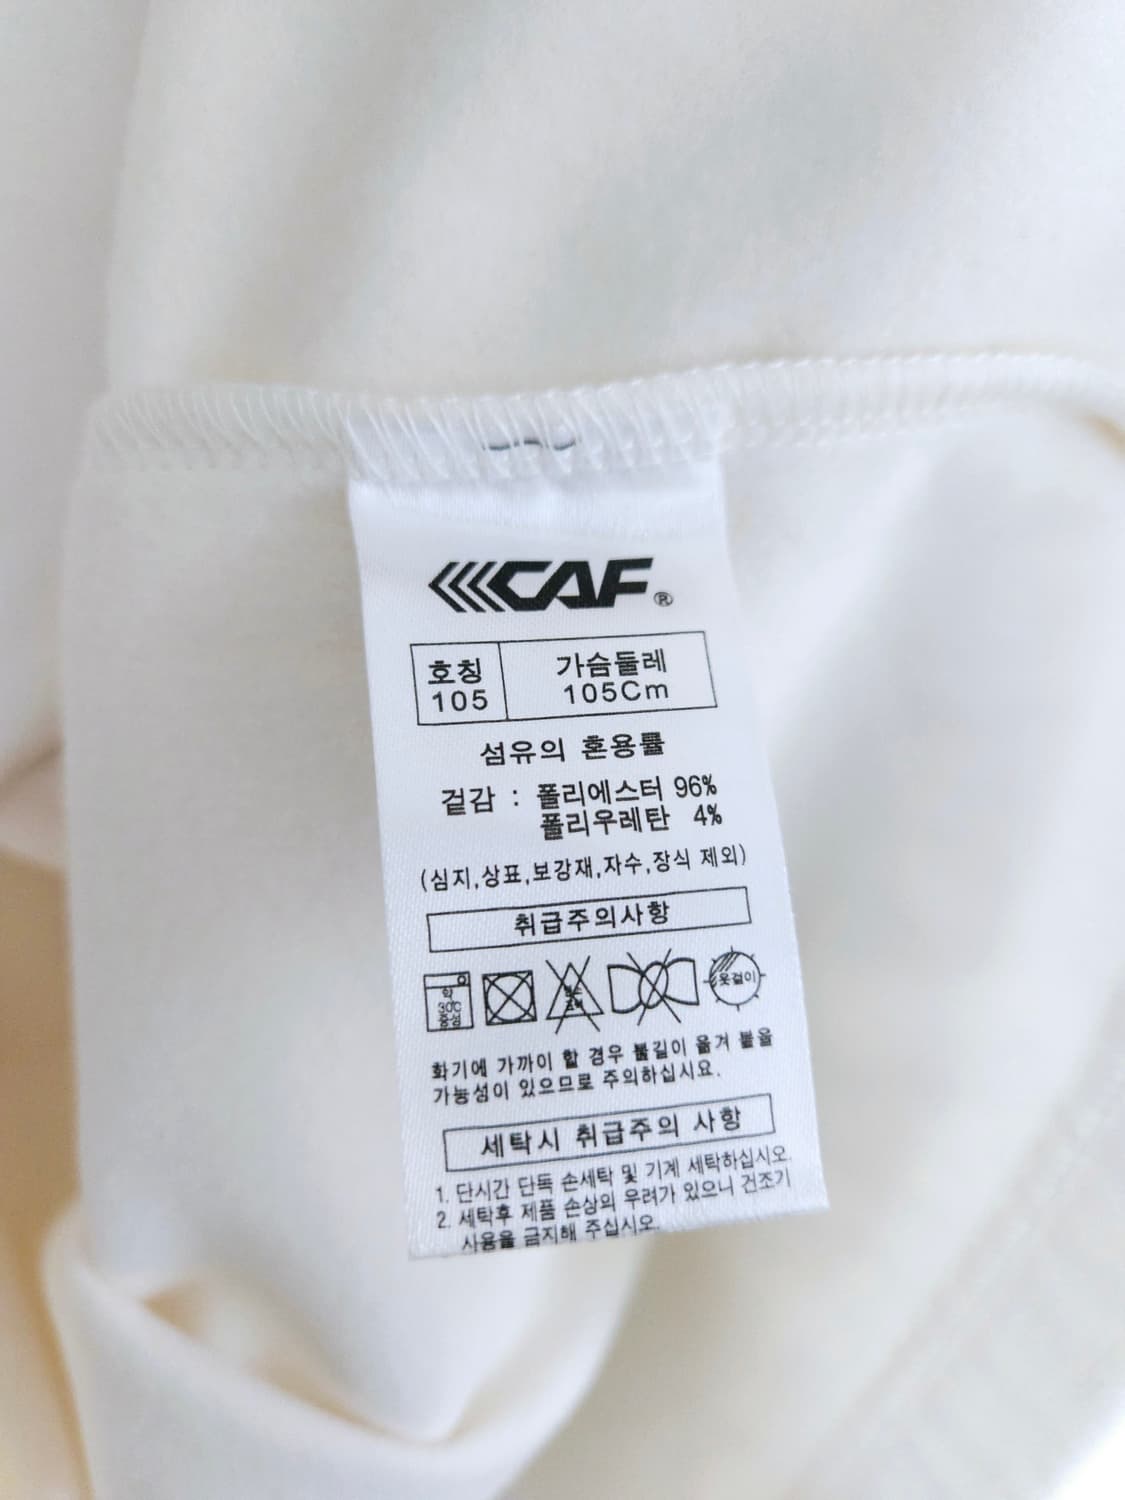 CAF®
호칭 가슴둘레
105 105Cm
섬유의 혼용률
겉감 : 폴리에스터 96%
폴리우레탄 4%
(심지,상표,보강재,자수,장식 제외)
취급주의사항
약 30℃ 중성 옷걸이
화기에 가까이 할 경우 불길이 옮겨 붙을
가능성이 있으므로 주의하십시요.
세탁시 취급주의 사항
1. 단시간 단독 손세탁 및 기계 세탁하십시오.
2. 세탁후 제품 손상의 우려가 있으니 건조기
사용을 금지해 주십시오.